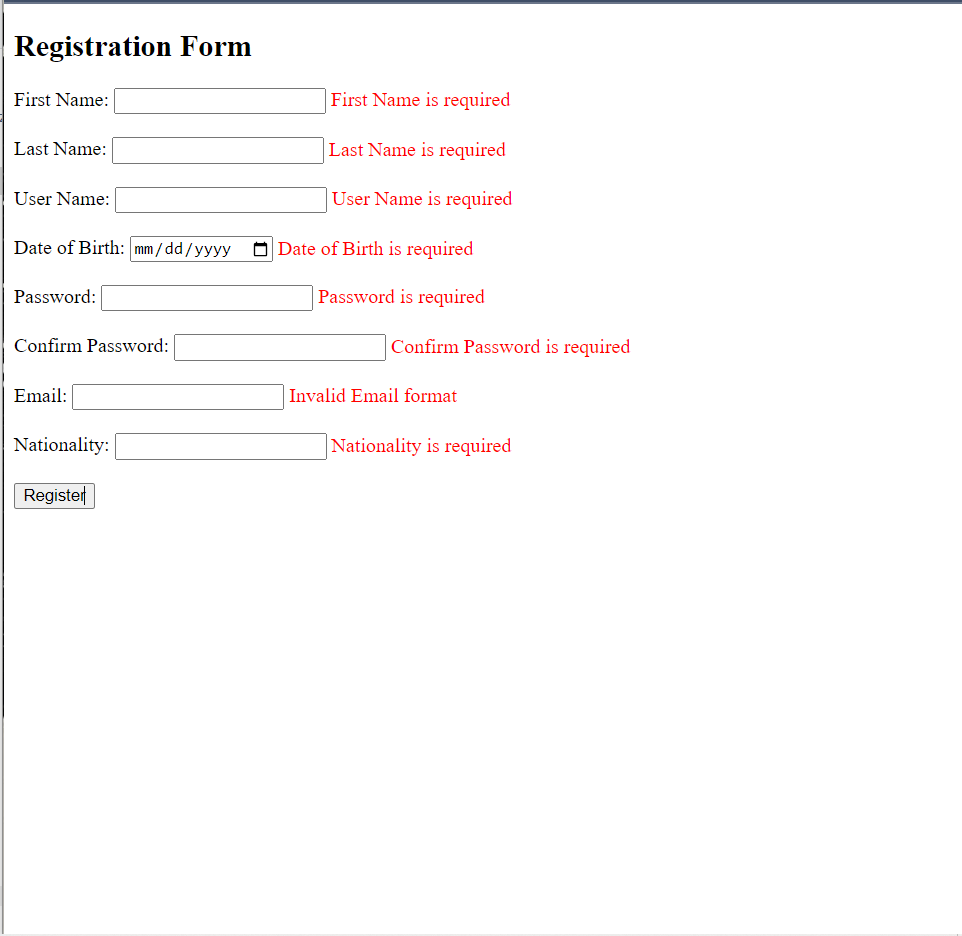 Registration Form
First Name: First Name is required
Last Name: Last Name is required
User Name: User Name is required
Date of Birth: mm/dd/yyyy Date of Birth is required
Password: Password is required
Confirm Password: Confirm Password is required
Email: Invalid Email format
Nationality: Nationality is required
Register